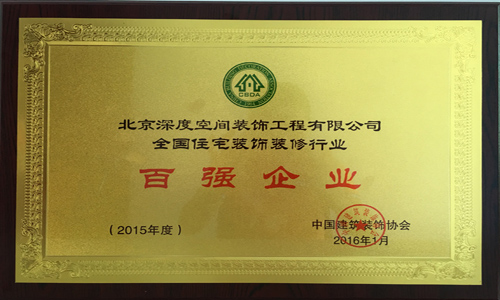 CBDA
北京深度空间装饰工程有限公司
全国住宅装饰装修行业
百强企业
（2015年度）
中国建筑装饰协会
2016年1月